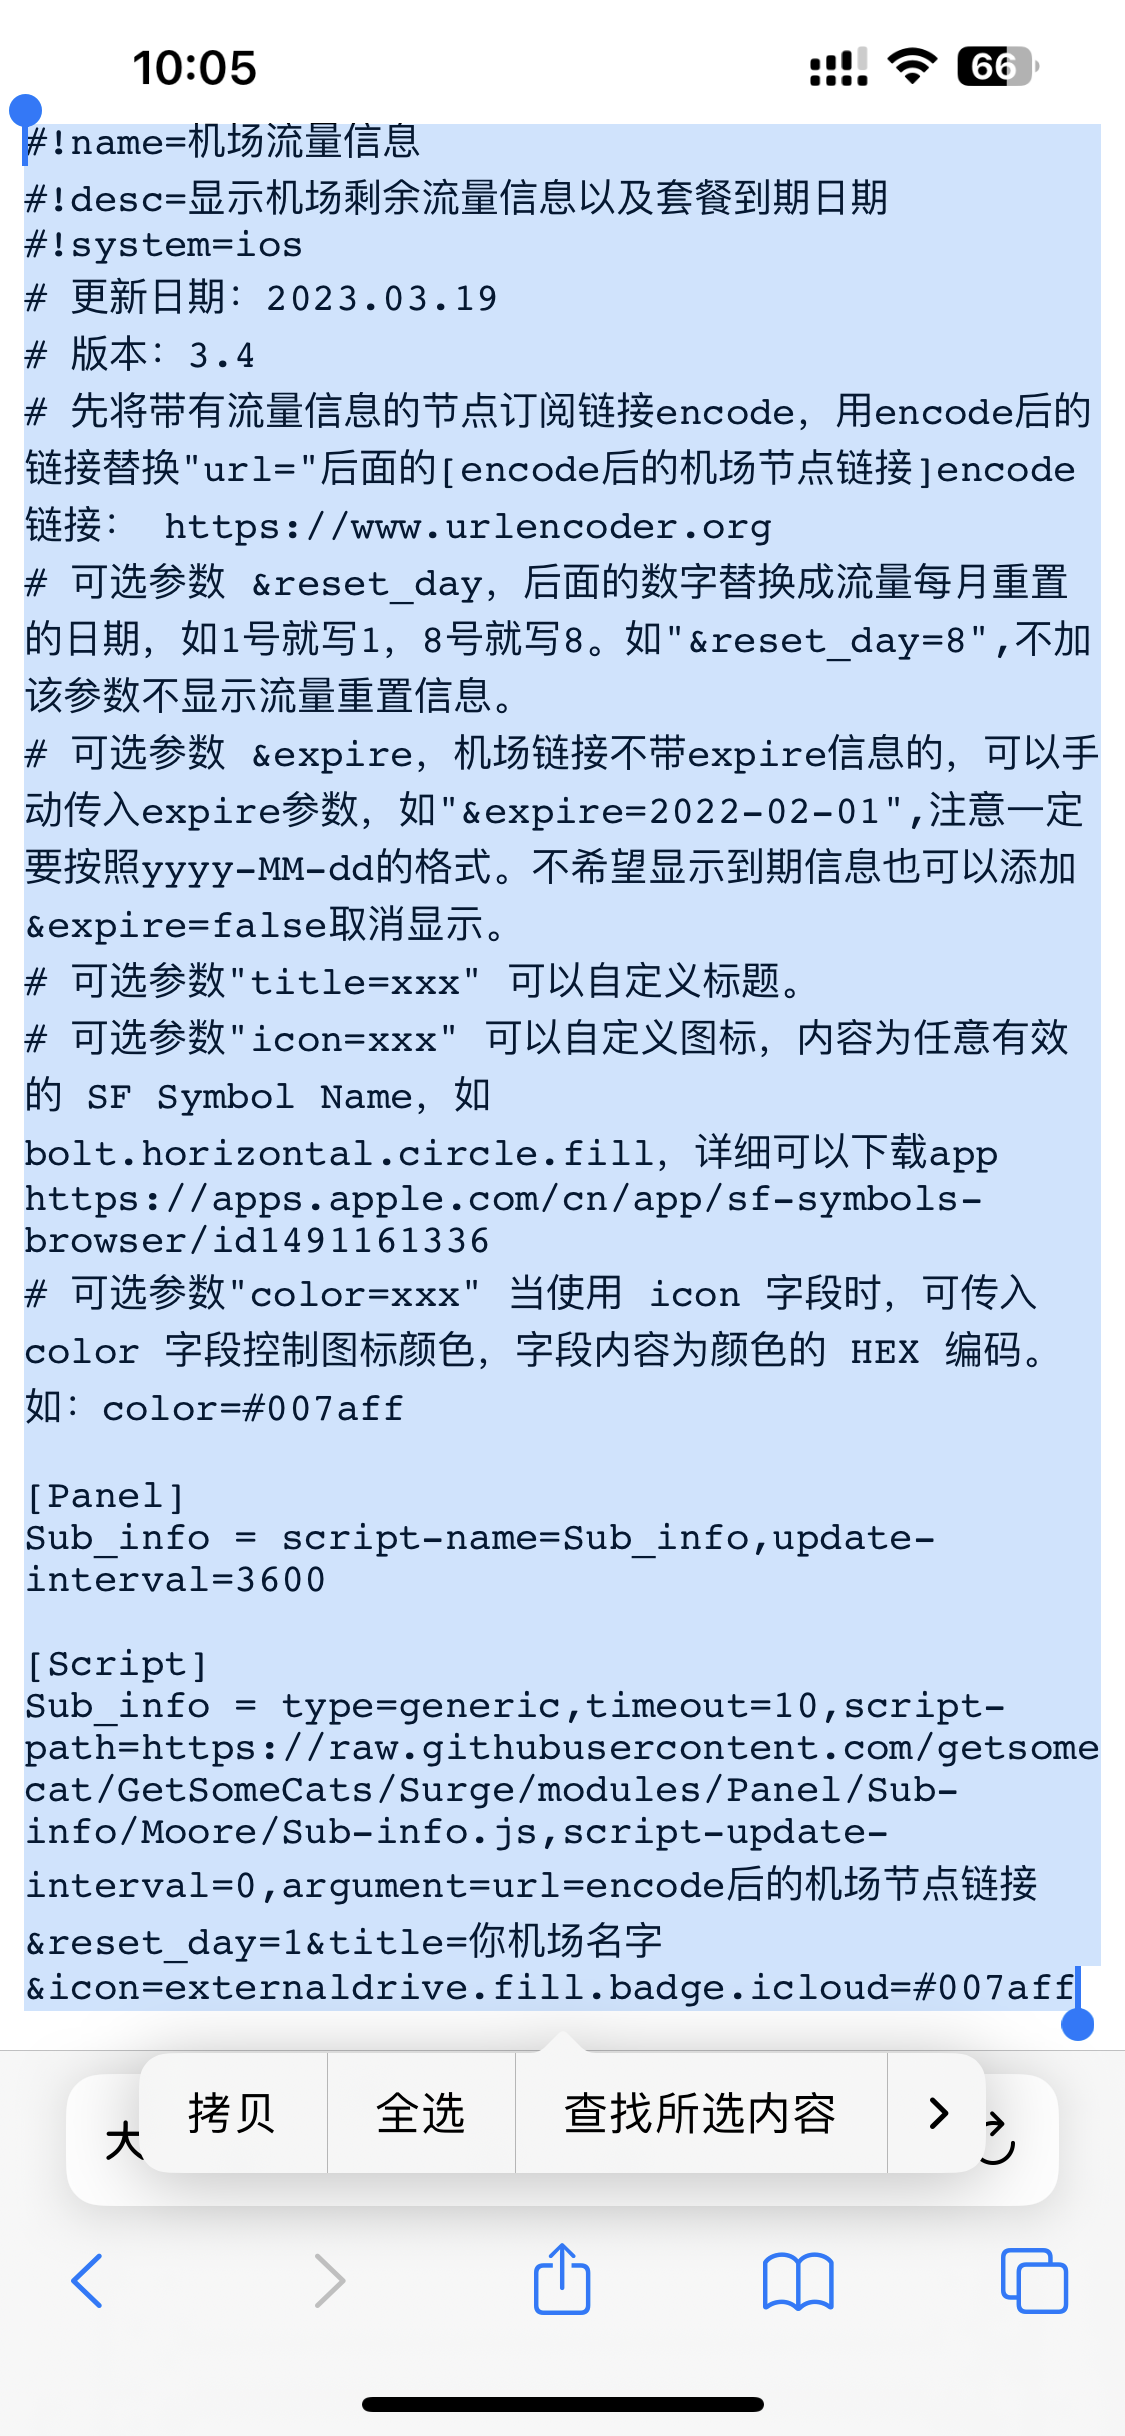 10:05
66
#!name=机场流量信息
#!desc=显示机场剩余流量信息以及套餐到期日期
#!system=ios
# 更新日期：2023.03.19
# 版本：3.4
# 先将带有流量信息的节点订阅链接encode，用encode后的
链接替换"url="后面的[encode后的机场节点链接]encode
链接： https://www.urlencoder.org
# 可选参数 &reset_day，后面的数字替换成流量每月重置
的日期，如1号就写1，8号就写8。如"&reset_day=8",不加
该参数不显示流量重置信息。
# 可选参数 &expire，机场链接不带expire信息的，可以手
动传入expire参数，如"&expire=2022-02-01",注意一定
要按照yyyy-MM-dd的格式。不希望显示到期信息也可以添加
&expire=false取消显示。
# 可选参数"title=xxx" 可以自定义标题。
# 可选参数"icon=xxx" 可以自定义图标，内容为任意有效
的 SF Symbol Name，如
bolt.horizontal.circle.fill，详细可以下载app
https://apps.apple.com/cn/app/sf-symbols-
browser/id1491161336
# 可选参数"color=xxx" 当使用 icon 字段时，可传入
color 字段控制图标颜色，字段内容为颜色的 HEX 编码。
如：color=#007aff
[Panel]
Sub_info = script-name=Sub_info,update-
interval=3600
[Script]
Sub_info = type=generic,timeout=10,script-
path=https://raw.githubusercontent.com/getsome
cat/GetSomeCats/Surge/modules/Panel/Sub-
info/Moore/Sub-info.js,script-update-
interval=0,argument=url=encode后的机场节点链接
&reset_day=1&title=你机场名字
&icon=externaldrive.fill.badge.icloud=#007aff
拷贝 全选 查找所选内容
大